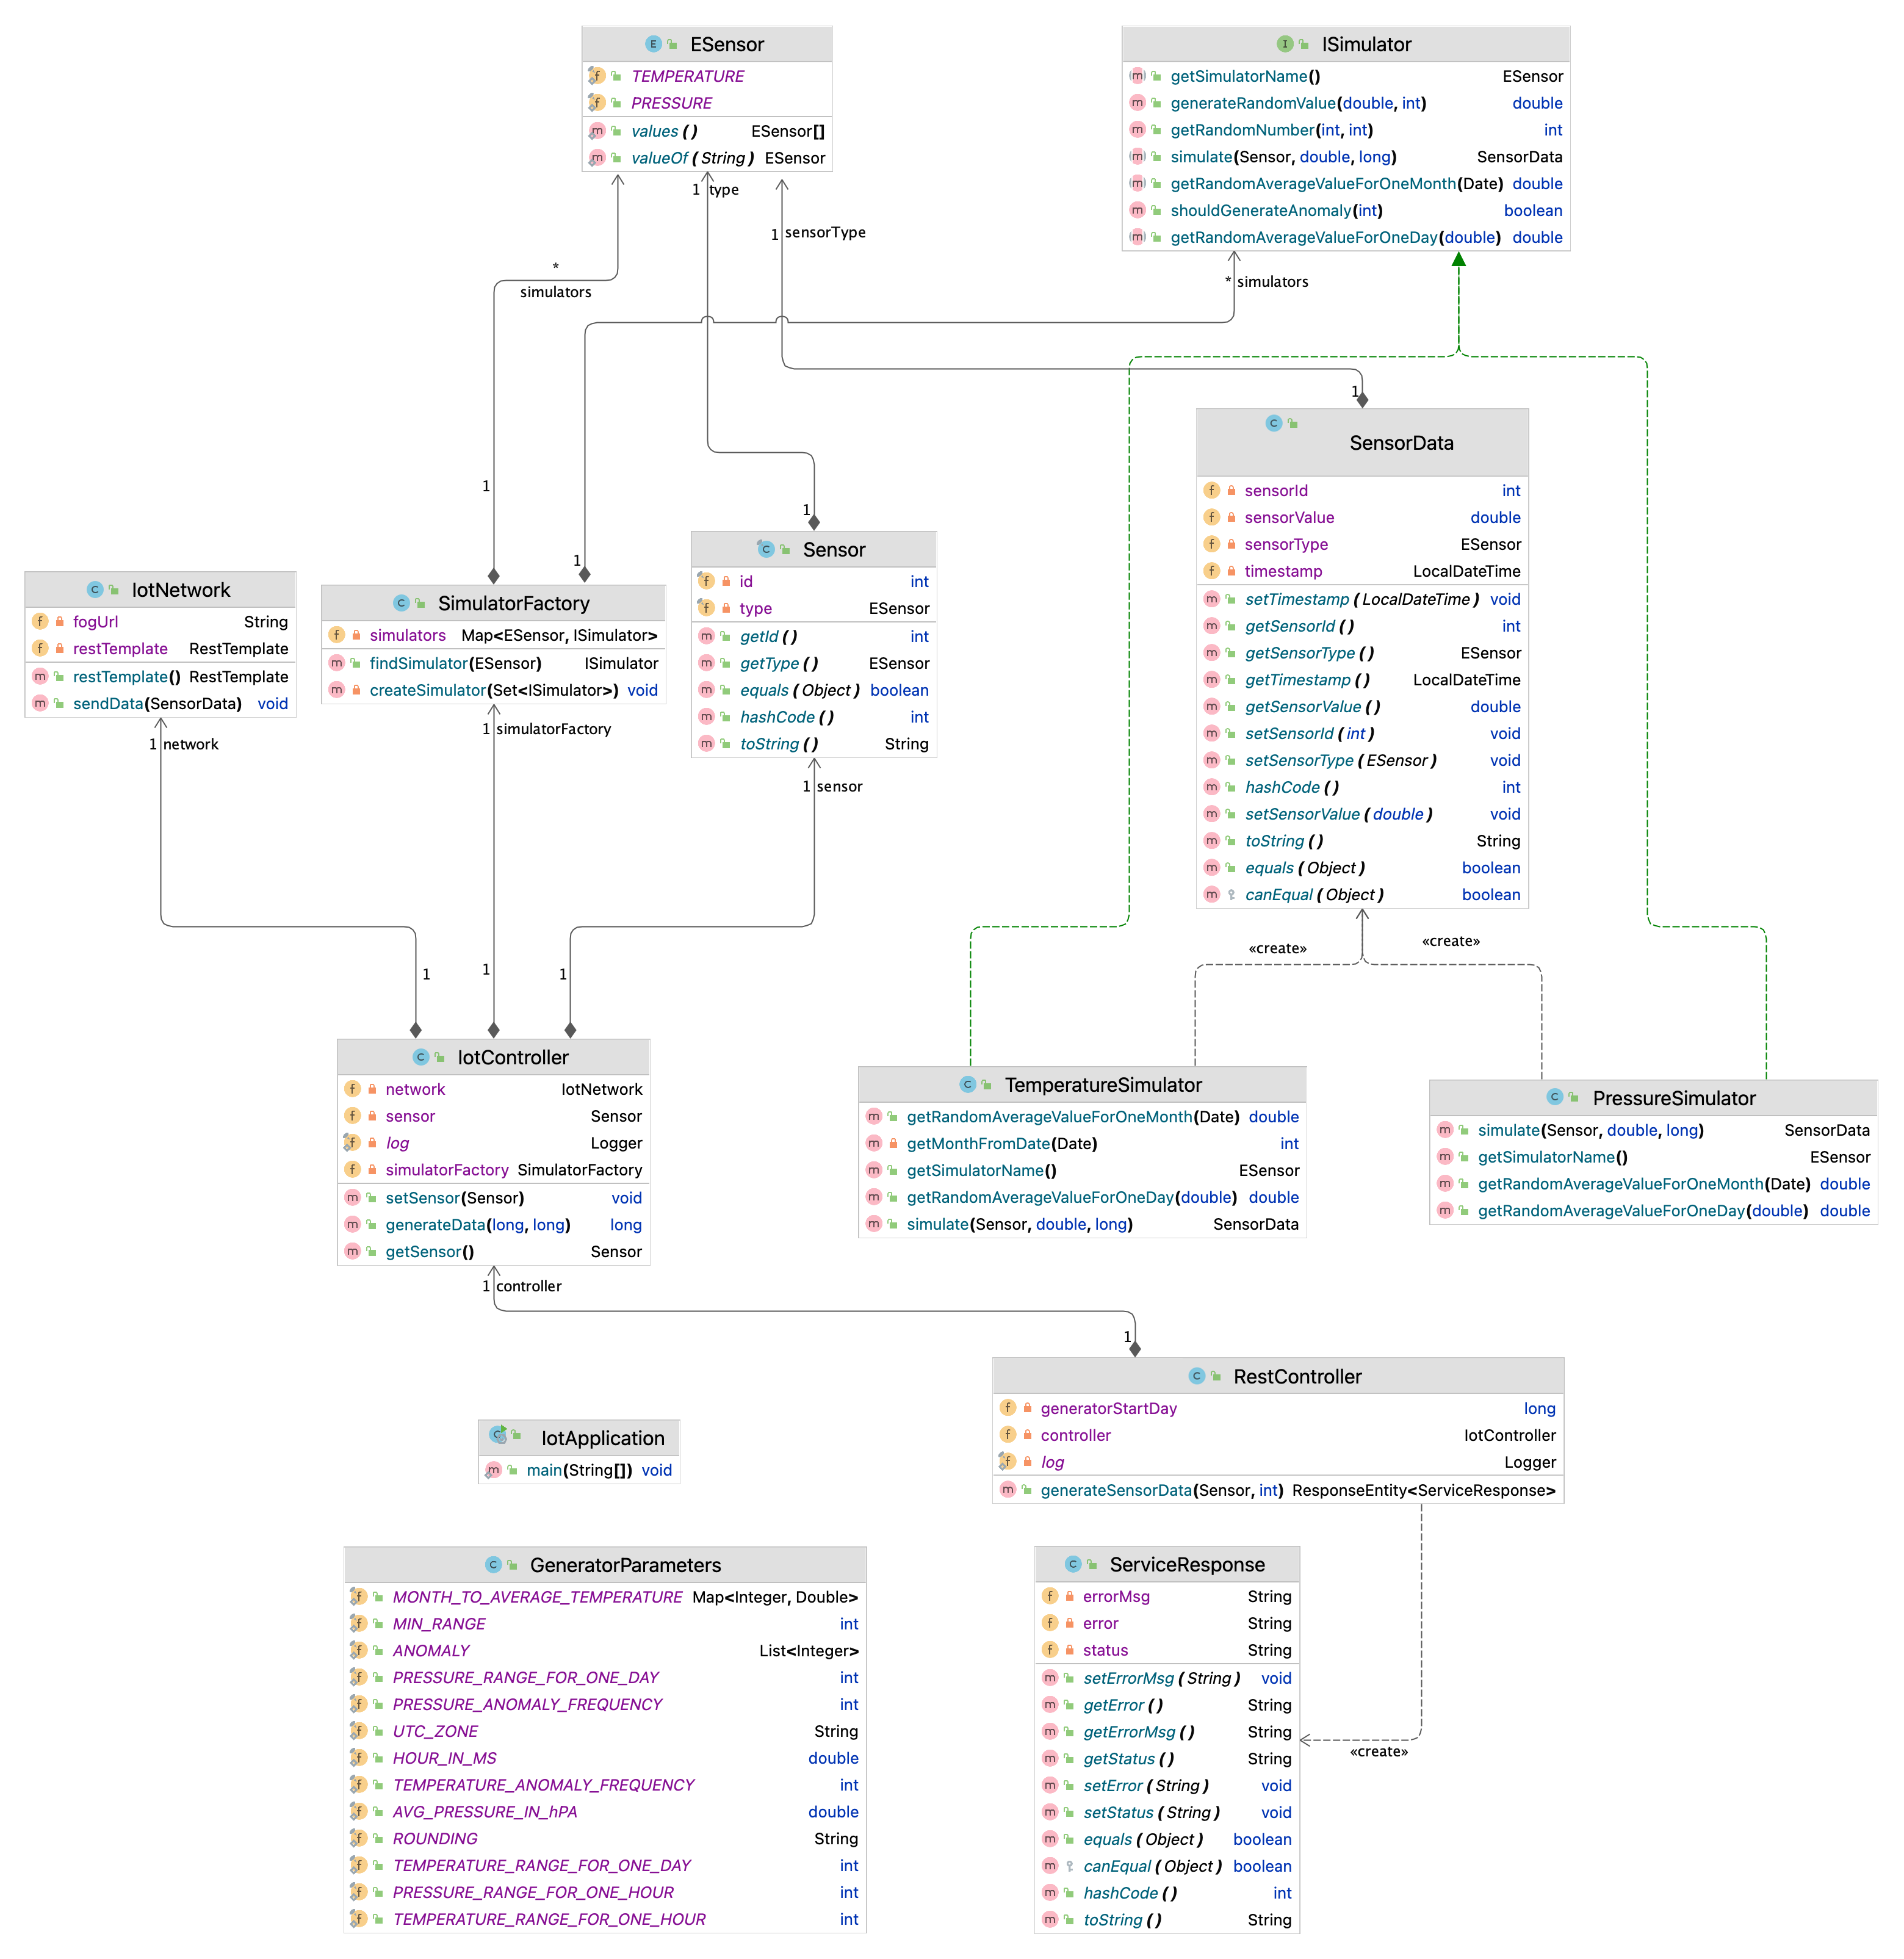 ESensor
TEMPERATURE
PRESSURE
values () ESensor[]
valueOf (String) ESensor
ISimulator
getSimulatorName() ESensor
generateRandomValue(double, int) double
getRandomNumber(int, int) int
simulate(Sensor, double, long) SensorData
getRandomAverageValueForOneMonth(Date) double
shouldGenerateAnomaly(int) boolean
getRandomAverageValueForOneDay(double) double
1 type
1 sensorType
*
simulators
* simulators
1
1
1
1
SensorData
sensorId int
sensorValue double
sensorType ESensor
timestamp LocalDateTime
setTimestamp (LocalDateTime) void
getSensorId () int
getSensorType () ESensor
getTimestamp () LocalDateTime
getSensorValue () double
setSensorId (int) void
setSensorType (ESensor) void
hashCode () int
setSensorValue (double) void
toString () String
equals (Object) boolean
canEqual (Object) boolean
IotNetwork
fogUrl String
restTemplate RestTemplate
restTemplate() RestTemplate
sendData(SensorData) void
SimulatorFactory
simulators Map<ESensor, ISimulator>
findSimulator(ESensor) ISimulator
createSimulator(Set<ISimulator>) void
Sensor
id int
type ESensor
getId () int
getType () ESensor
equals (Object) boolean
hashCode () int
toString () String
1 network
1 simulatorFactory
1 sensor
«create»
«create»
1
1
1
IotController
network IotNetwork
sensor Sensor
log Logger
simulatorFactory SimulatorFactory
setSensor(Sensor) void
generateData(long, long) long
getSensor() Sensor
TemperatureSimulator
getRandomAverageValueForOneMonth(Date) double
getMonthFromDate(Date) int
getSimulatorName() ESensor
getRandomAverageValueForOneDay(double) double
simulate(Sensor, double, long) SensorData
PressureSimulator
simulate(Sensor, double, long) SensorData
getSimulatorName() ESensor
getRandomAverageValueForOneMonth(Date) double
getRandomAverageValueForOneDay(double) double
1 controller
1
RestController
generatorStartDay long
controller IotController
log Logger
generateSensorData(Sensor, int) ResponseEntity<ServiceResponse>
IotApplication
main(String[]) void
GeneratorParameters
MONTH_TO_AVERAGE_TEMPERATURE Map<Integer, Double>
MIN_RANGE int
ANOMALY List<Integer>
PRESSURE_RANGE_FOR_ONE_DAY int
PRESSURE_ANOMALY_FREQUENCY int
UTC_ZONE String
HOUR_IN_MS double
TEMPERATURE_ANOMALY_FREQUENCY int
AVG_PRESSURE_IN_hPA double
ROUNDING String
TEMPERATURE_RANGE_FOR_ONE_DAY int
PRESSURE_RANGE_FOR_ONE_HOUR int
TEMPERATURE_RANGE_FOR_ONE_HOUR int
ServiceResponse
errorMsg String
error String
status String
setErrorMsg (String) void
getError () String
getErrorMsg () String
getStatus () String
setError (String) void
setStatus (String) void
equals (Object) boolean
canEqual (Object) boolean
hashCode () int
toString () String
«create»